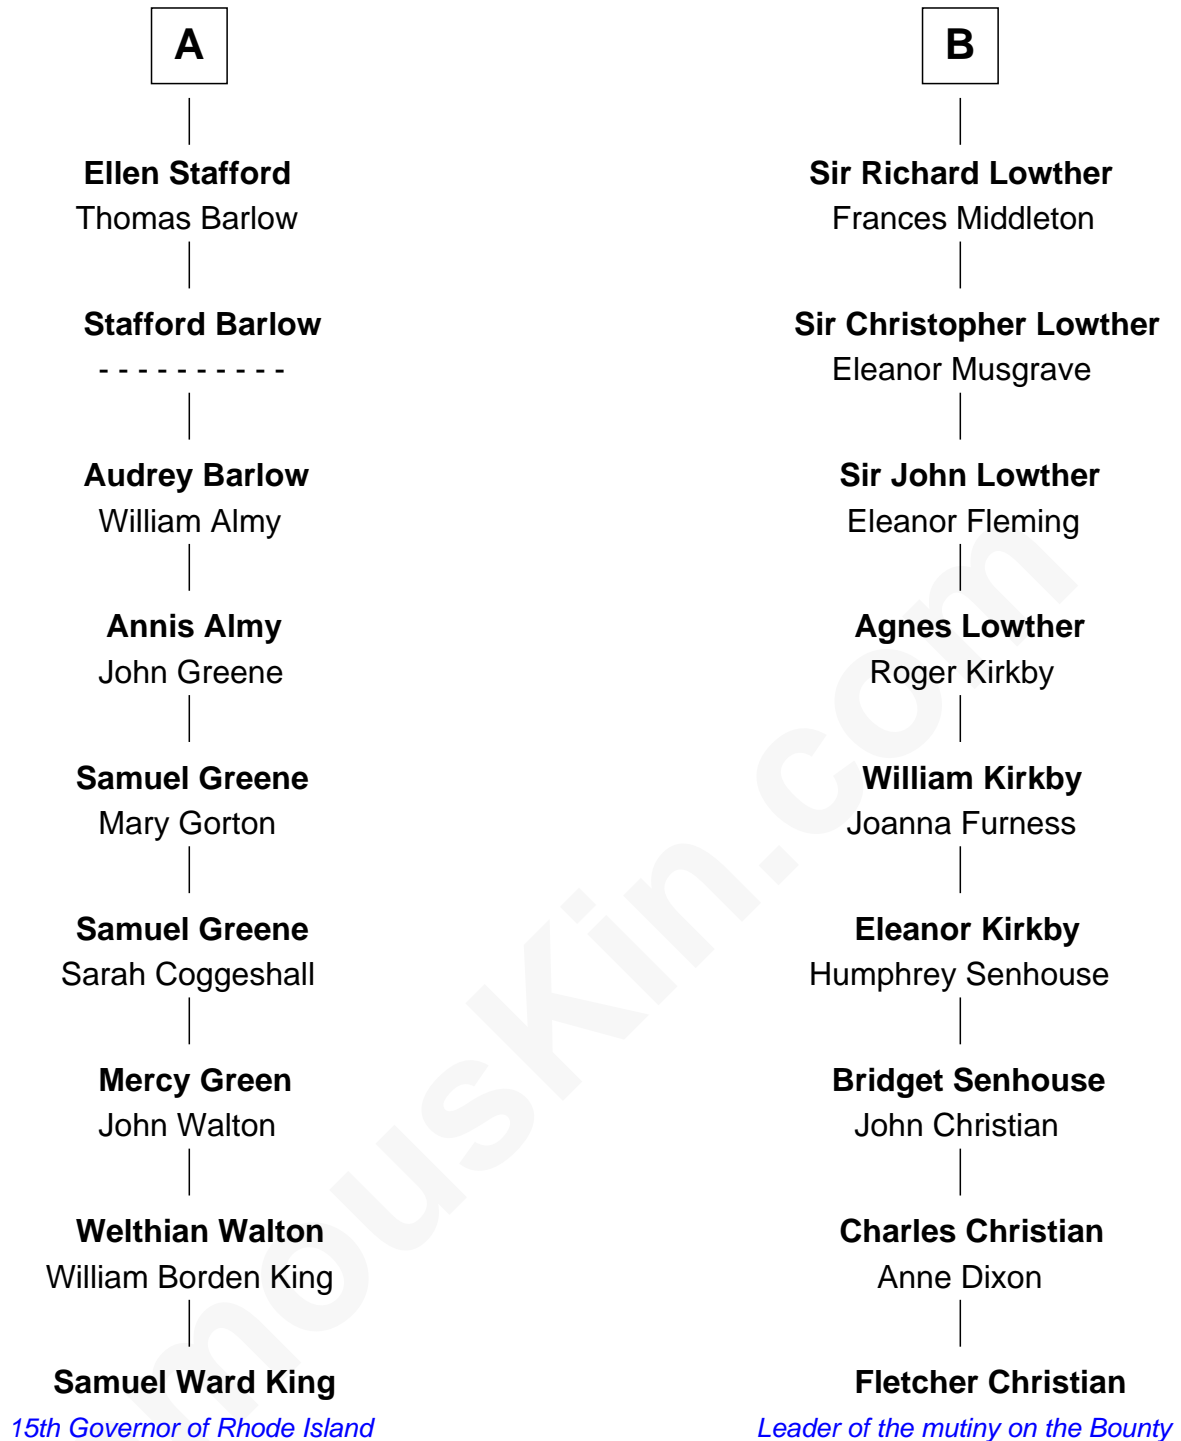 A
Ellen Stafford
Thomas Barlow
Stafford Barlow
- - - - - - - - - -
Audrey Barlow
William Almy
Annis Almy
John Greene
Samuel Greene
Mary Gorton
Samuel Greene
Sarah Coggeshall
Mercy Green
John Walton
Welthian Walton
William Borden King
Samuel Ward King
15th Governor of Rhode Island
B
Sir Richard Lowther
Frances Middleton
Sir Christopher Lowther
Eleanor Musgrave
Sir John Lowther
Eleanor Fleming
Agnes Lowther
Roger Kirkby
William Kirkby
Joanna Furness
Eleanor Kirkby
Humphrey Senhouse
Bridget Senhouse
John Christian
Charles Christian
Anne Dixon
Fletcher Christian
Leader of the mutiny on the Bounty
mouskin.com